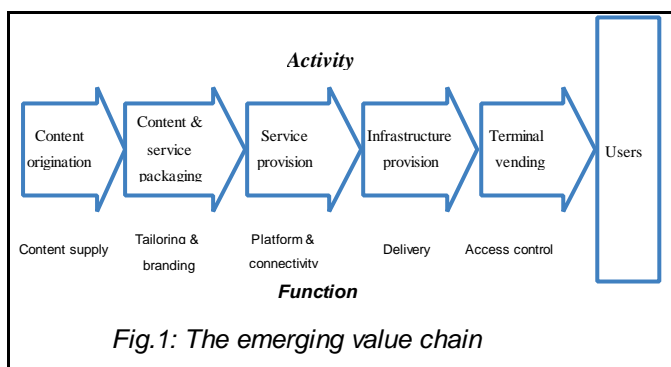 Activity
Content
origination
Content &
service
packaging
Service
provision
Infrastructure
provision
Terminal
vending
Users
Content supply
Tailoring &
branding
Platform &
connectivity
Delivery
Access control
Function
Fig.1: The emerging value chain